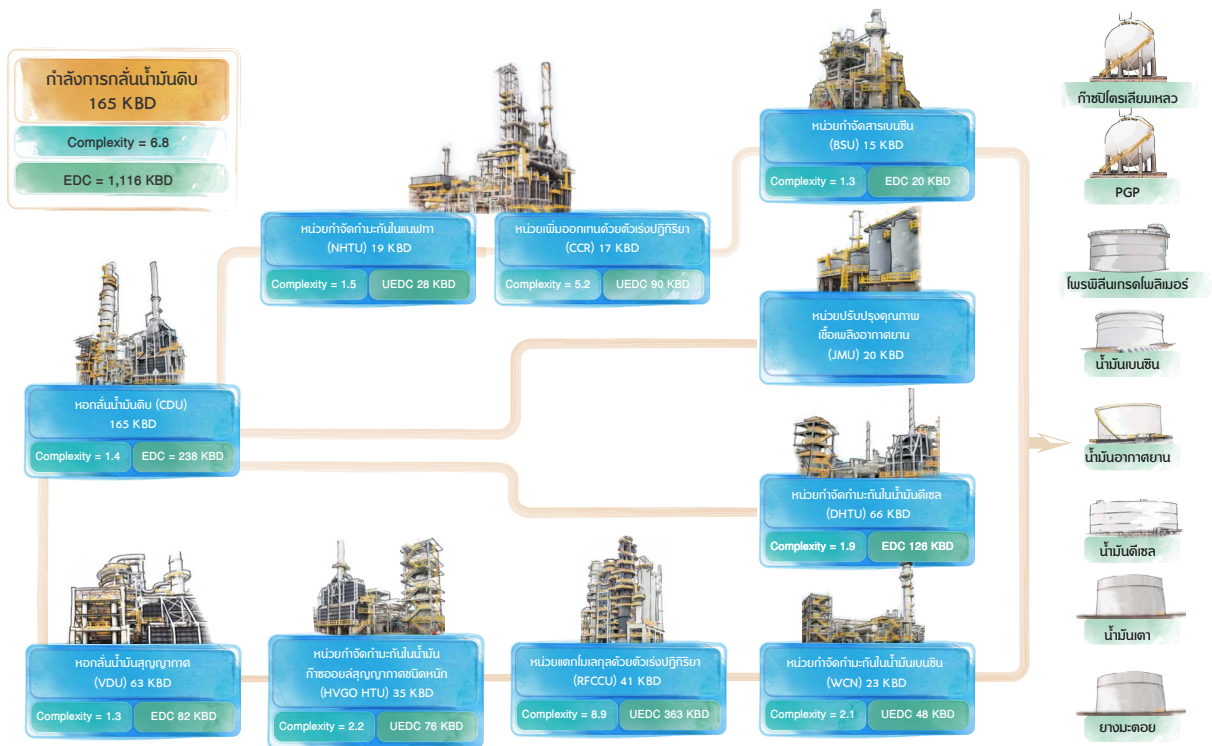 กำลังการกลั่นน้ำมันดิบ
165 KBD
Complexity = 6.8
EDC = 1,116 KBD
หน่วยกำจัดกำมะถันในแนฟทา
(NHTU) 19 KBD
Complexity = 1.5
UEDC 28 KBD
หน่วยเพิ่มออกเทนด้วยตัวเร่งปฏิกิริยา
(CCR) 17 KBD
Complexity = 5.2
UEDC 90 KBD
หน่วยกำจัดสารเบนซีน
(BSU) 15 KBD
Complexity = 1.3
EDC 20 KBD
หน่วยปรับปรุงคุณภาพ
เชื้อเพลิงอากาศยาน
(JMU) 20 KBD
หอกลั่นน้ำมันดิบ (CDU)
165 KBD
Complexity = 1.4
EDC = 238 KBD
หน่วยกำจัดกำมะถันในน้ำมันดีเซล
(DHTU) 66 KBD
Complexity = 1.9
EDC 126 KBD
หอกลั่นน้ำมันสุญญากาศ
(VDU) 63 KBD
Complexity = 1.3
EDC 82 KBD
หน่วยกำจัดกำมะถันในน้ำมัน
ก๊าซออยล์สุญญากาศชนิดหนัก
(HVGO HTU) 35 KBD
Complexity = 2.2
UEDC 76 KBD
หน่วยแตกโมเลกุลด้วยตัวเร่งปฏิกิริยา
(RFCCU) 41 KBD
Complexity = 8.9
UEDC 363 KBD
หน่วยกำจัดกำมะถันในน้ำมันเบนซิน
(WCN) 23 KBD
Complexity = 2.1
UEDC 48 KBD
ก๊าซปิโตรเลียมเหลว
PGP
โพรพิลีนเกรดโพลิเมอร์
น้ำมันเบนซิน
น้ำมันอากาศยาน
น้ำมันดีเซล
น้ำมันเตา
ยางมะตอย